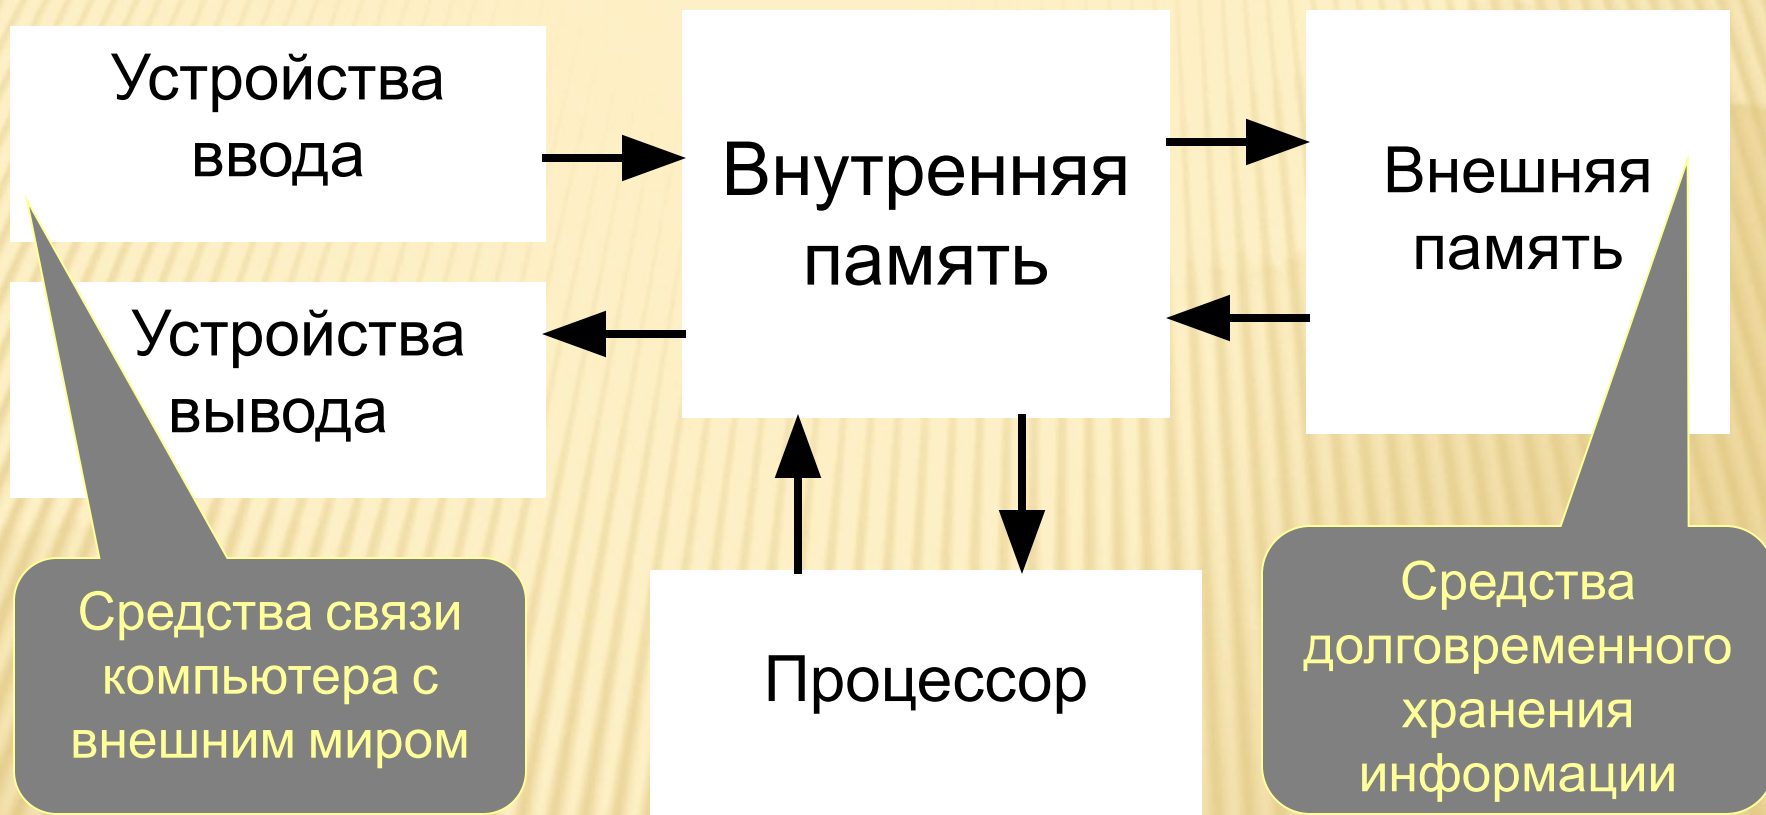 Устройства
ввода
Внутренняя
память
Внешняя
память
Устройства
вывода
Процессор
Средства связи
компьютера с
внешним миром
Средства
долговременного
хранения
информации